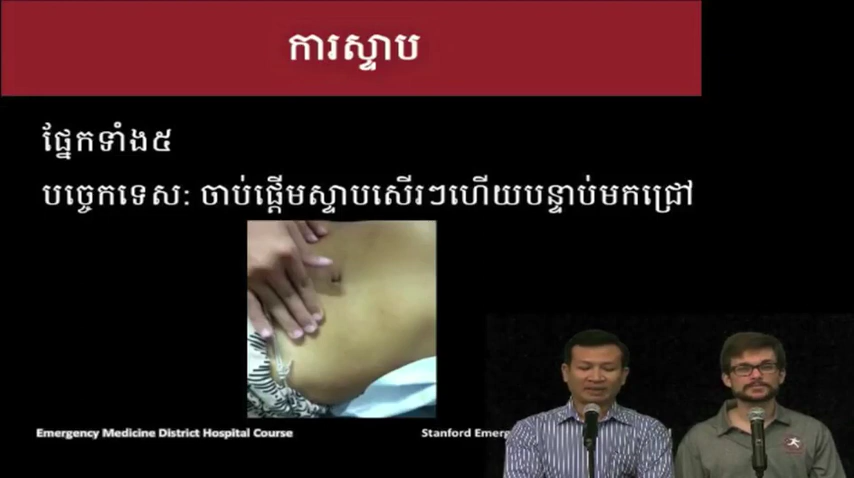 ការស្ទាប
ផ្នែកទាំង៥
បច្ចេកទេស: ចាប់ផ្តើមស្ទាបសើរៗហើយបន្ទាប់មកជ្រៅ
Emergency Medicine District Hospital Course
Stanford